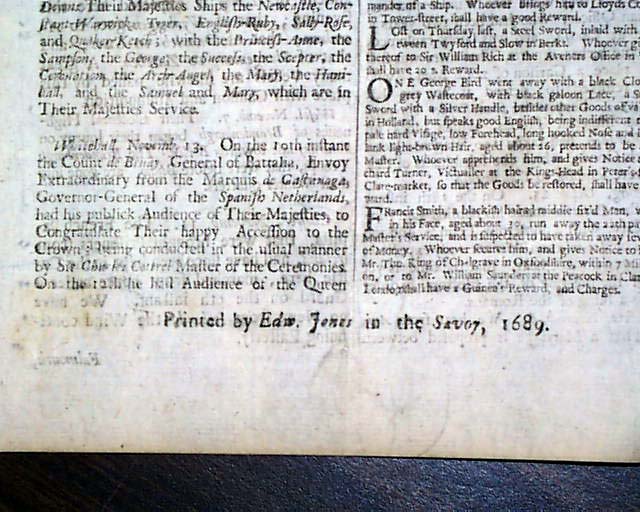 Downs Their Majesties Ships the Newcastle, Con-
stant-Warwick, Tyger, English-Ruby, Sally-Rose,
and Quaker Ketch; with the Princess-Anne, the
Sampson, the George, the Success, the Scepter, the
Coronation, the Arch-Angel, the Mary, the Hani-
ball, and the Samuel and Mary, which are in
Their Majesties Service.
Whitehall, Novemb. 13. On the 10th instant
the Count de Binay, General of Battalia, Envoy
Extraordinary from the Marquis de Gastanaga,
Governor-General of the Spanish Netherlands,
had his publick Audience of Their Majesties, to
Congratulate Their happy Accession to the
Crown; being conducted in the usual manner
by Sir Charles Cotterel Master of the Ceremonies.
On the 12th he had Audience of the Queen
mander of a Ship. Whoever brings him to Lloyds Co
in Tower-street, shall have a good Reward.
LOst on Thursday last, a Steel Sword, inlaid with
tween Twyford and Slow in Berks. Whoever gi
thereof to Sir William Rich at the Aveners Office in
shall have 20 s. Reward.
ONE George Bird went away with a black Clo
grey Wastcoat, with black galoon Lace, a S
Sword with a Silver Handle, besides other Goods of v
in Holland, but speaks good English, being indifferent
pale hard Visage, low Forehead, long hooked Nose and
lank light-brown Hair, aged about 26, pretends to be
Master. Whoever apprehends him, and gives Notice
chard Turner, Victualler at the Kings-Head in Peter's-
Clare-market, so that the Goods be restored, shall have
ward.
FRancis Smith, a blackish haired middle siz'd Man,
in his Face, aged about 30, run away the 22th pa
Master's Service, and is suspected to have taken away
of Money. Whoever secures him, and gives Notice to
Mr. Tho. King of Chalgrave in Oxfordshire, with in 7 Mi
on, or to Mr. William Saunders at the Peacock in Clar
London, shall have 2 Guinea's Reward, and Charges.
Printed by Edw. Jones in the Savoy, 1689.